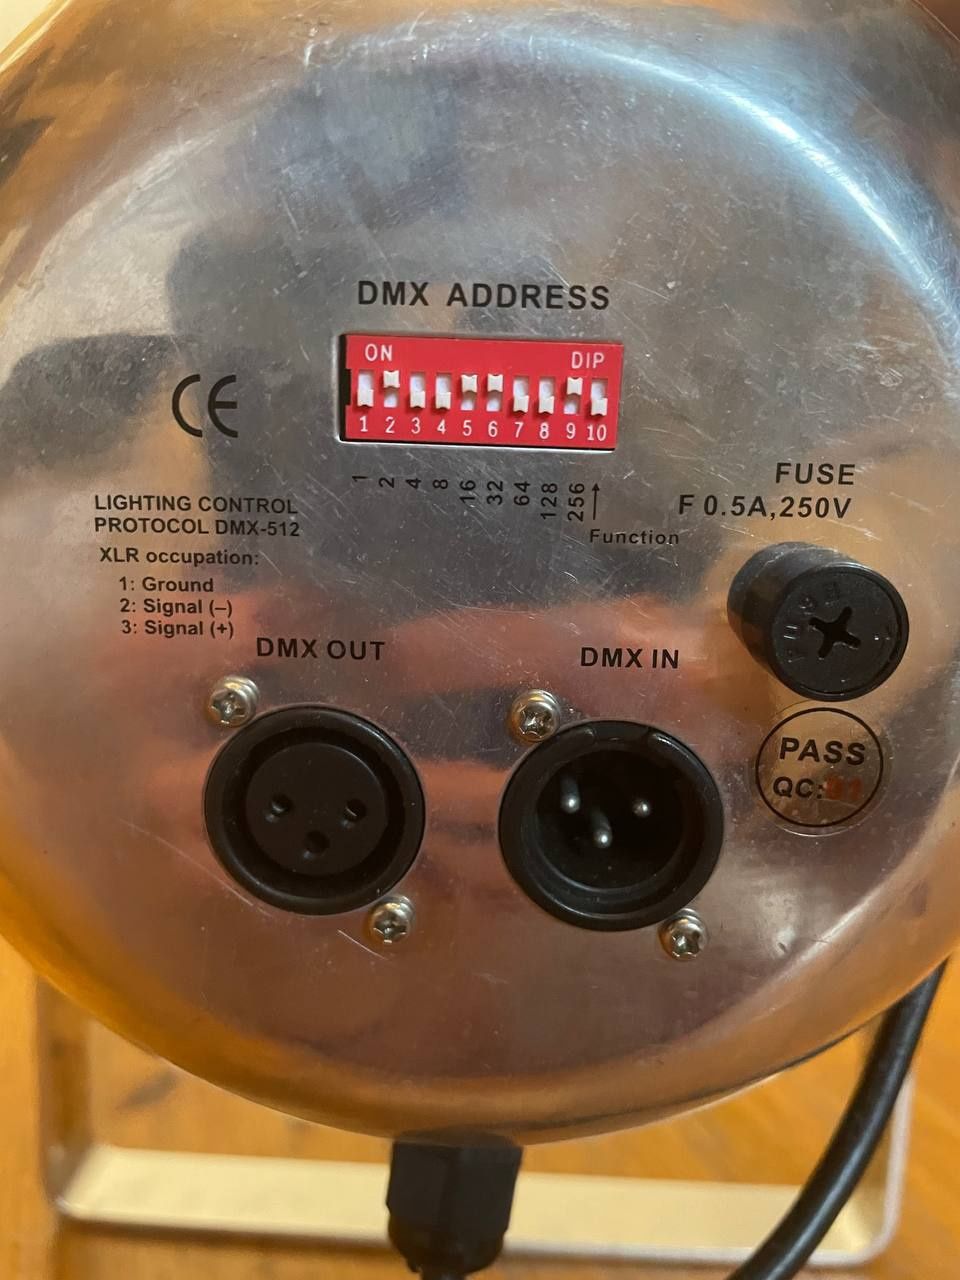 DMX ADDRESS
ON DIP
1 2 3 4 5 6 7 8 9 10
1 2 4 8 16 32 64 128 256
Function
CE
LIGHTING CONTROL
PROTOCOL DMX-512
XLR occupation:
1: Ground
2: Signal (–)
3: Signal (+)
FUSE
F 0.5A,250V
DMX OUT
DMX IN
PASS
QC: